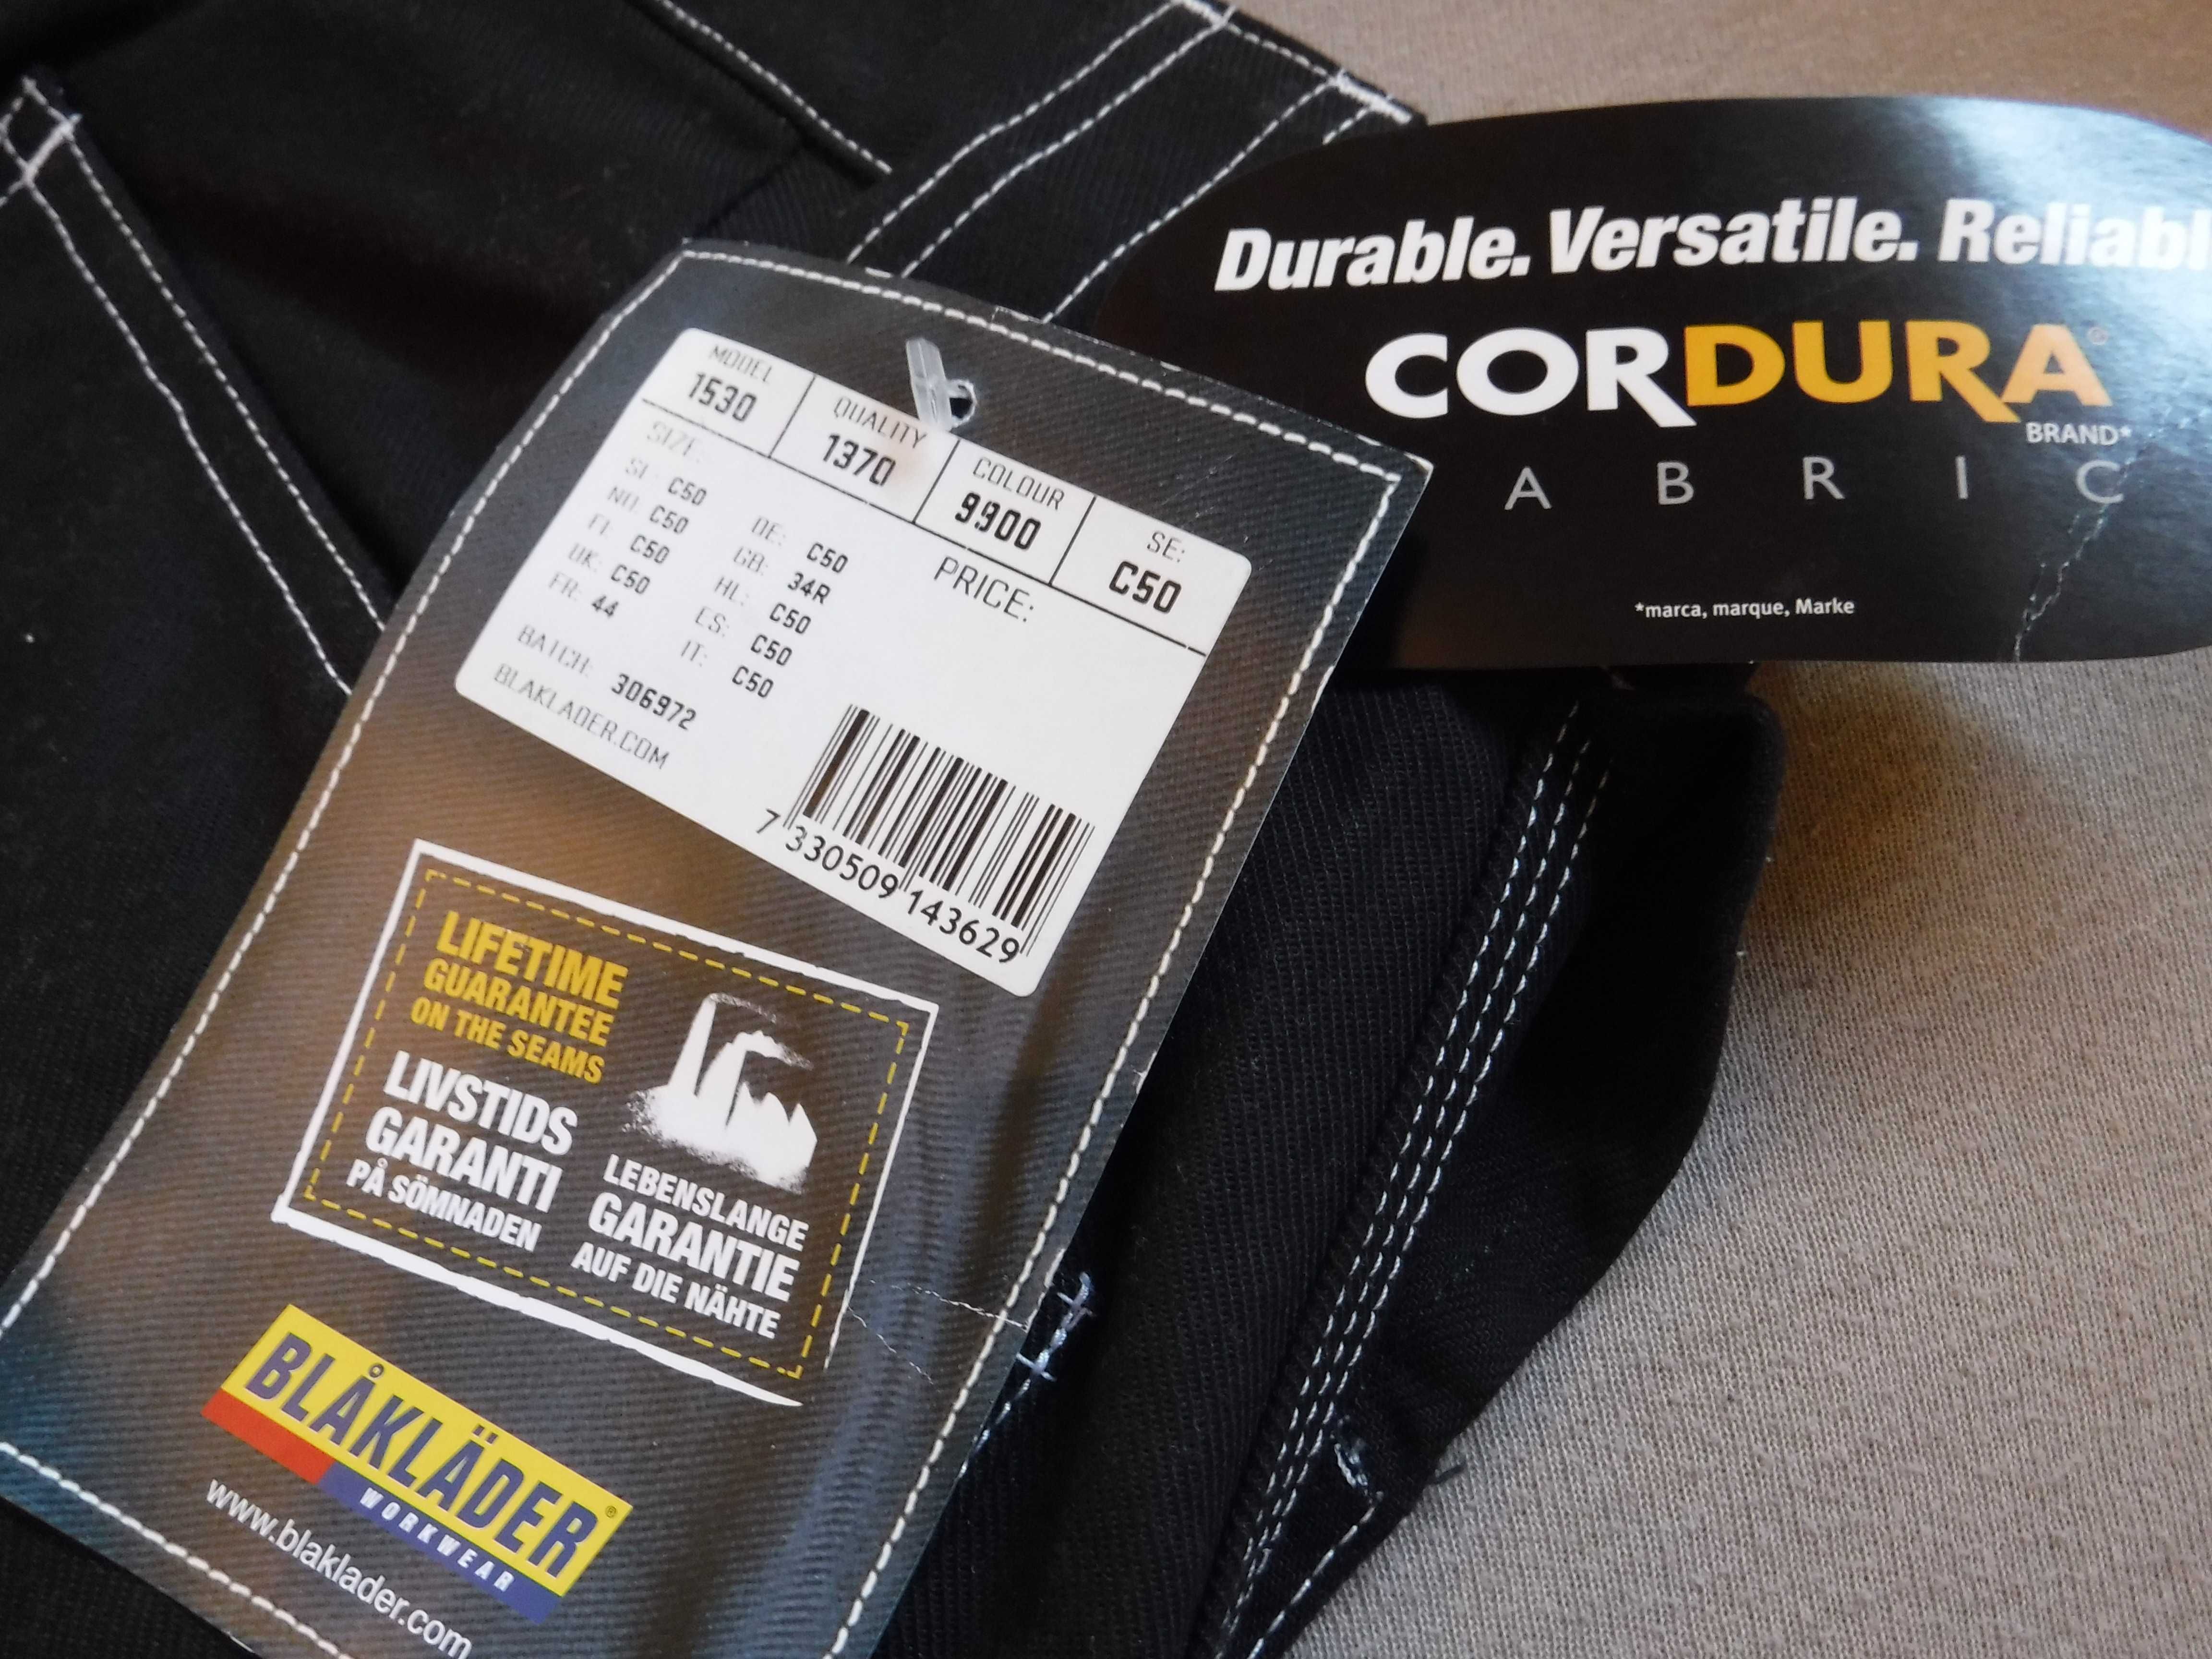 Durable. Versatile. Reliabl
CORDURA®
BRAND*
ABRIC
*marca, marque, Marke
MODEL
1530
QUALITY
1370
COLOUR
9900
SE:
C50
SIZE:
SE: C50
NO: C50
FI: C50
DK: C50
FR: 44
DE: C50
GB: 34R
NL: C50
ES: C50
IT: C50
PRICE:
BATCH: 306972
BLAKLADER.COM
7 330509 143629
LIFETIME
GUARANTEE
ON THE SEAMS
LIVSTIDS
GARANTI
PÅ SÖMNADEN
LEBENSLANGE
GARANTIE
AUF DIE NÄHTE
BLÅKLÄDER®
WORKWEAR
www.blaklader.com